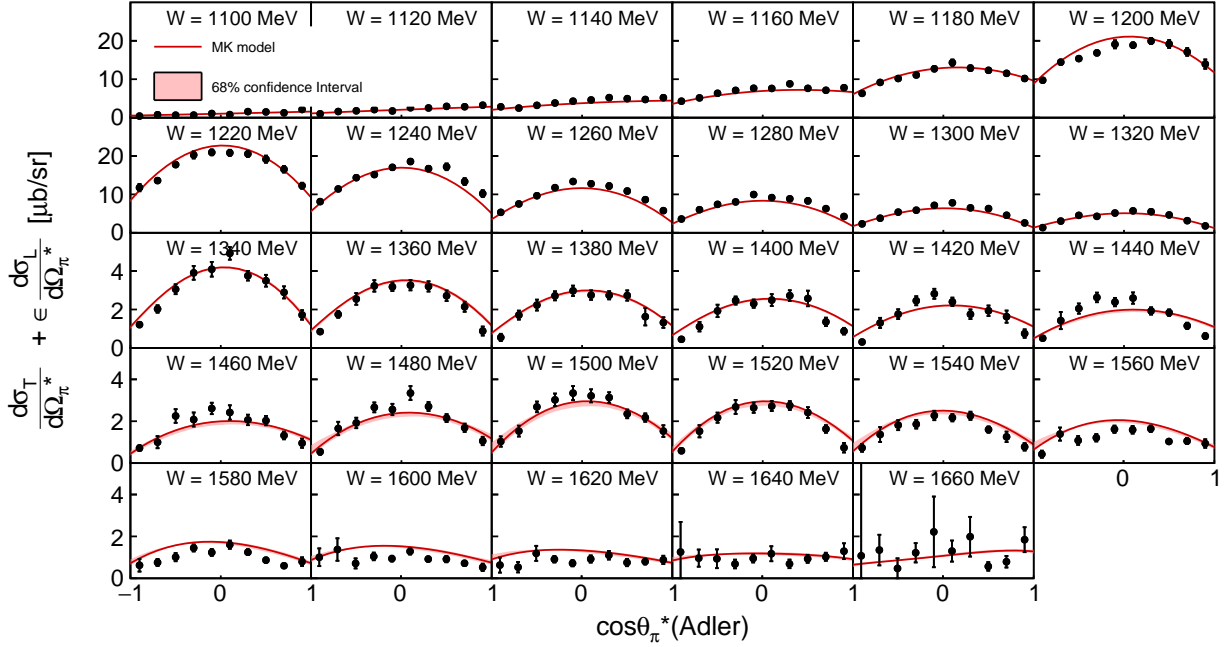 W = 1100 MeV W = 1120 MeV W = 1140 MeV W = 1160 MeV W = 1180 MeV W = 1200 MeV
20
MK model
10
68% confidence Interval
0
W = 1220 MeV W = 1240 MeV W = 1260 MeV W = 1280 MeV W = 1300 MeV W = 1320 MeV
20
10
0
W = 1340 MeV W = 1360 MeV W = 1380 MeV W = 1400 MeV W = 1420 MeV W = 1440 MeV
4
2
0
W = 1460 MeV W = 1480 MeV W = 1500 MeV W = 1520 MeV W = 1540 MeV W = 1560 MeV
4
2
0
0 1
W = 1580 MeV W = 1600 MeV W = 1620 MeV W = 1640 MeV W = 1660 MeV
4
2
0
−1 0 1 0 1 0 1 0 1 0 1
cosθπ*(Adler)
dσT/dΩπ* + ∈ dσL/dΩπ* [μb/sr]